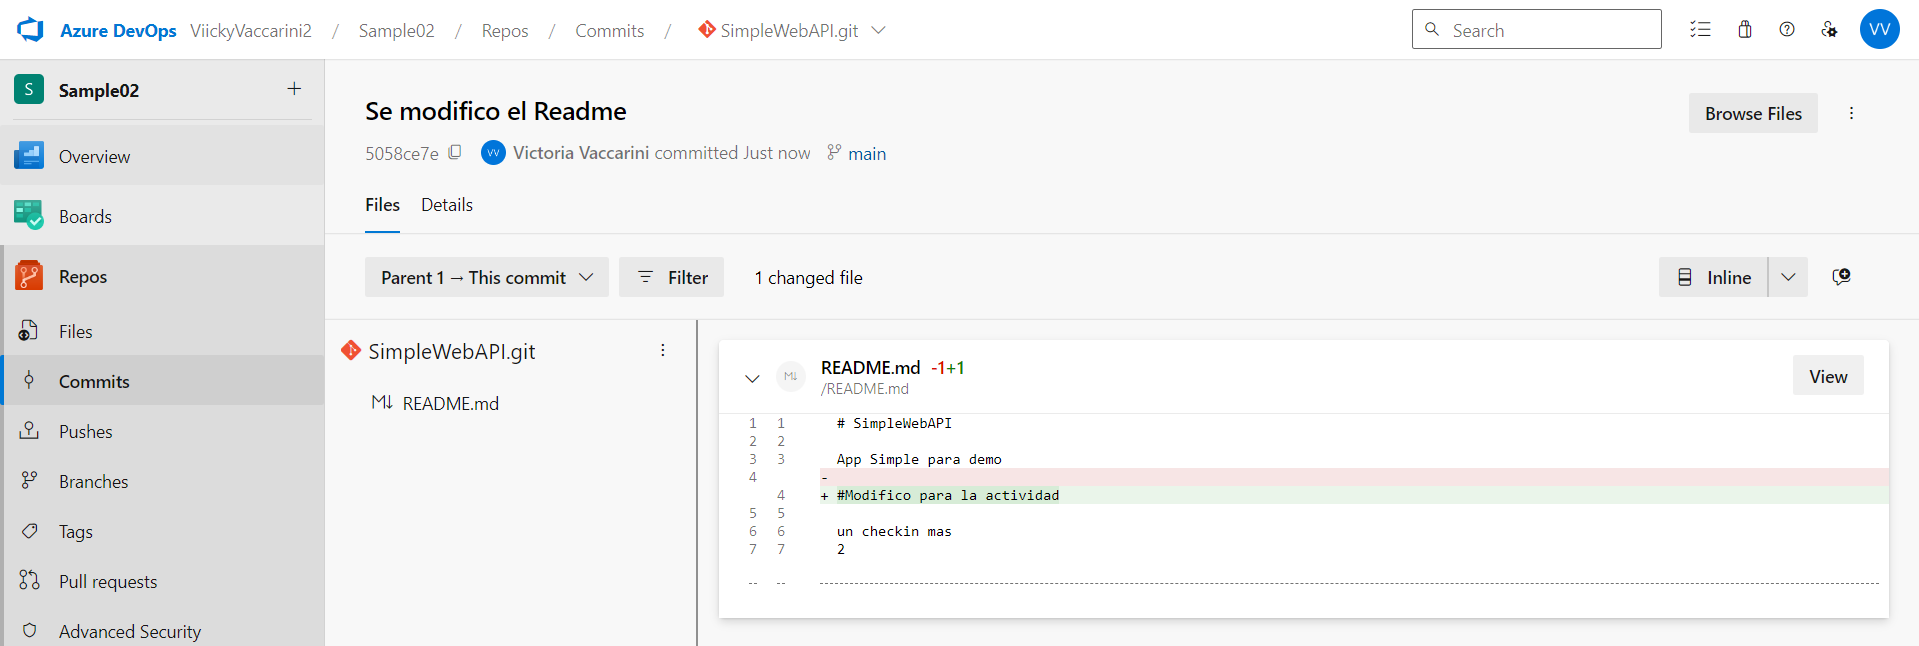 Azure DevOps ViickyVaccarini2 / Sample02 / Repos / Commits / SimpleWebAPI.git
Search
VV
S Sample02 +
Overview
Boards
Repos
Files
Commits
Pushes
Branches
Tags
Pull requests
Advanced Security
Se modifico el Readme
Browse Files
5058ce7e VV Victoria Vaccarini committed Just now main
Files Details
Parent 1 → This commit Filter 1 changed file
Inline
SimpleWebAPI.git
M↓ README.md
M↓ README.md -1+1
/README.md
View
1 1 # SimpleWebAPI
2 2
3 3 App Simple para demo
4 -
4 + #Modifico para la actividad
5 5
6 6 un checkin mas
7 7 2
-- --